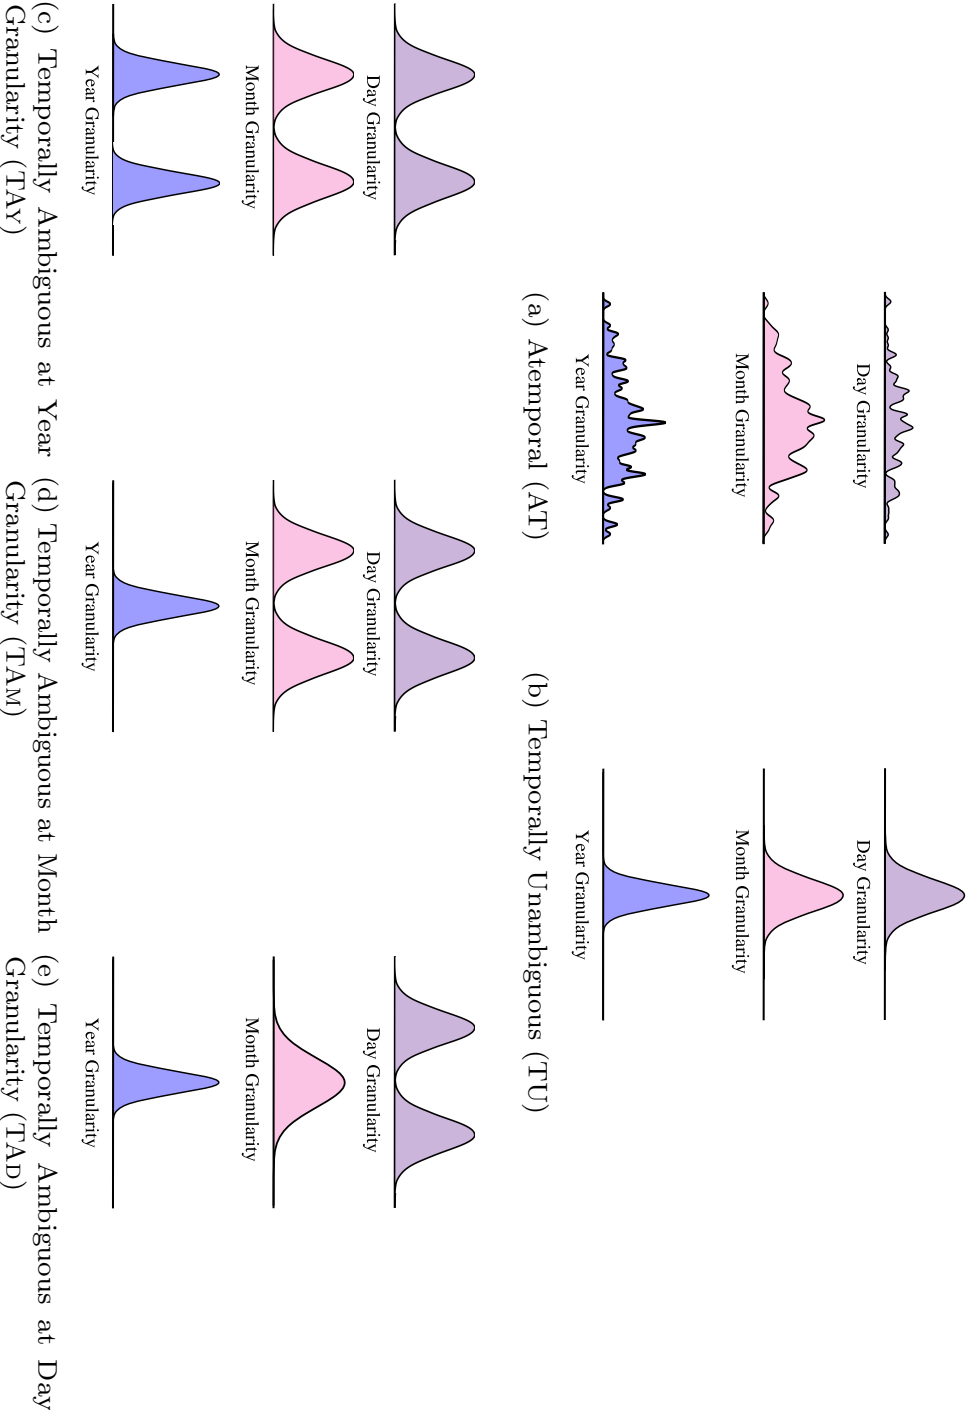 Day Granularity
Month Granularity
Year Granularity
(a) Atemporal (AT)
Day Granularity
Month Granularity
Year Granularity
(b) Temporally Unambiguous (TU)
Day Granularity
Month Granularity
Year Granularity
(c) Temporally Ambiguous at Year
Granularity (TAY)
Day Granularity
Month Granularity
Year Granularity
(d) Temporally Ambiguous at Month
Granularity (TAM)
Day Granularity
Month Granularity
Year Granularity
(e) Temporally Ambiguous at Day
Granularity (TAD)